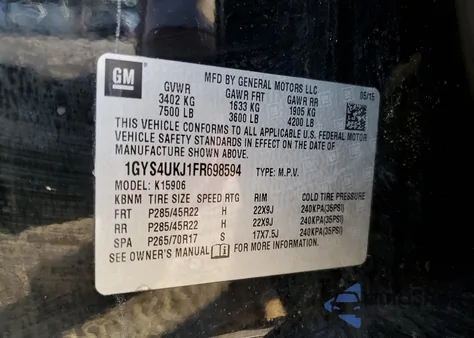 GM
MFD BY GENERAL MOTORS LLC
GVWR GAWR FRT GAWR RR 05/15
3402 KG 1633 KG 1905 KG
7500 LB 3600 LB 4200 LB
THIS VEHICLE CONFORMS TO ALL APPLICABLE U.S. FEDERAL MOTOR
VEHICLE SAFETY STANDARDS IN EFFECT ON THE DATE OF
MANUFACTURE SHOWN ABOVE.
1GYS4UKJ1FR698594 TYPE: M.P.V.
MODEL: K15906
KBNM TIRE SIZE SPEED RTG RIM COLD TIRE PRESSURE
FRT P285/45R22 H 22X9J 240KPA(35PSI)
RR P285/45R22 H 22X9J 240KPA(35PSI)
SPA P265/70R17 S 17X7.5J 240KPA(35PSI)
SEE OWNER'S MANUAL FOR MORE INFORMATION.